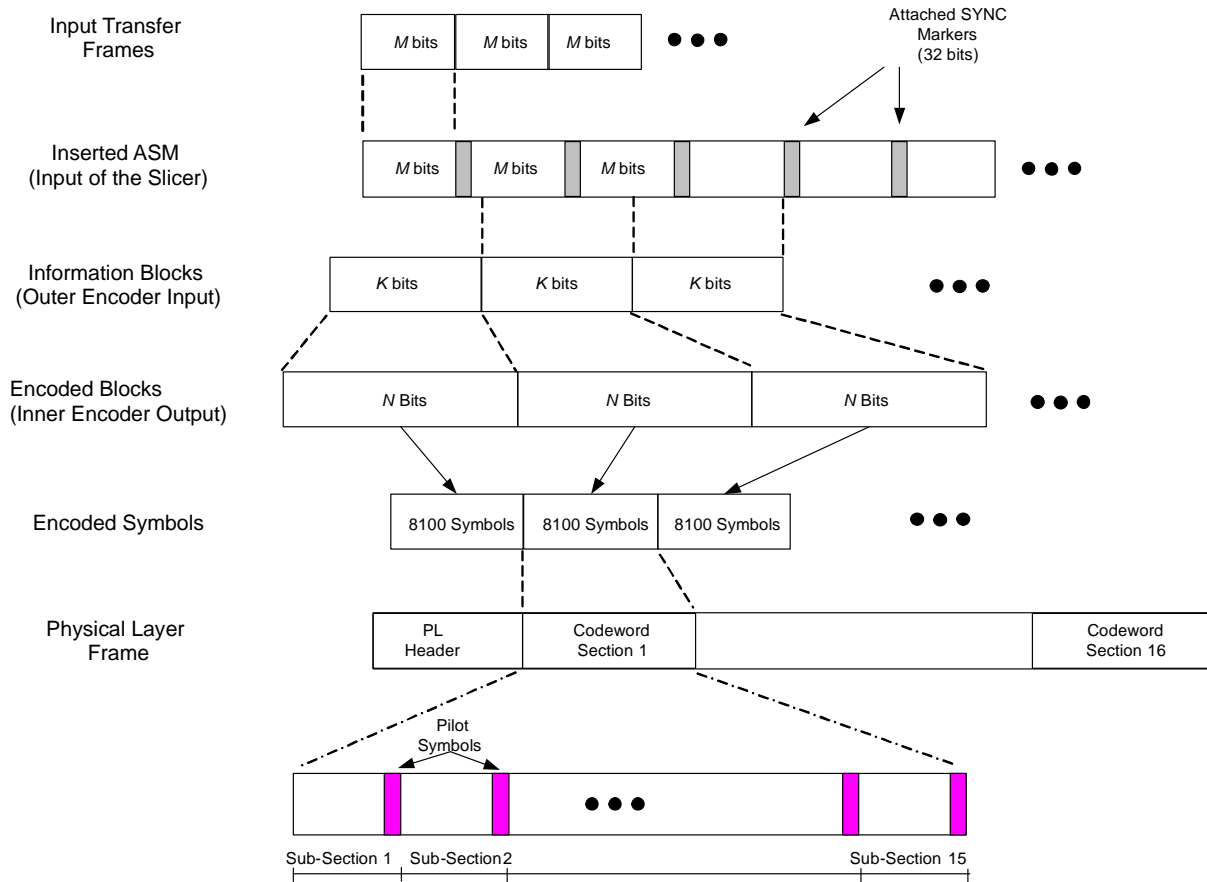 Input Transfer
Frames
M bits
M bits
M bits
Attached SYNC
Markers
(32 bits)
Inserted ASM
(Input of the Slicer)
M bits
M bits
M bits
Information Blocks
(Outer Encoder Input)
K bits
K bits
K bits
Encoded Blocks
(Inner Encoder Output)
N Bits
N Bits
N Bits
Encoded Symbols
8100 Symbols
8100 Symbols
8100 Symbols
Physical Layer
Frame
PL
Header
Codeword
Section 1
Codeword
Section 16
Pilot
Symbols
Sub-Section 1
Sub-Section2
Sub-Section 15